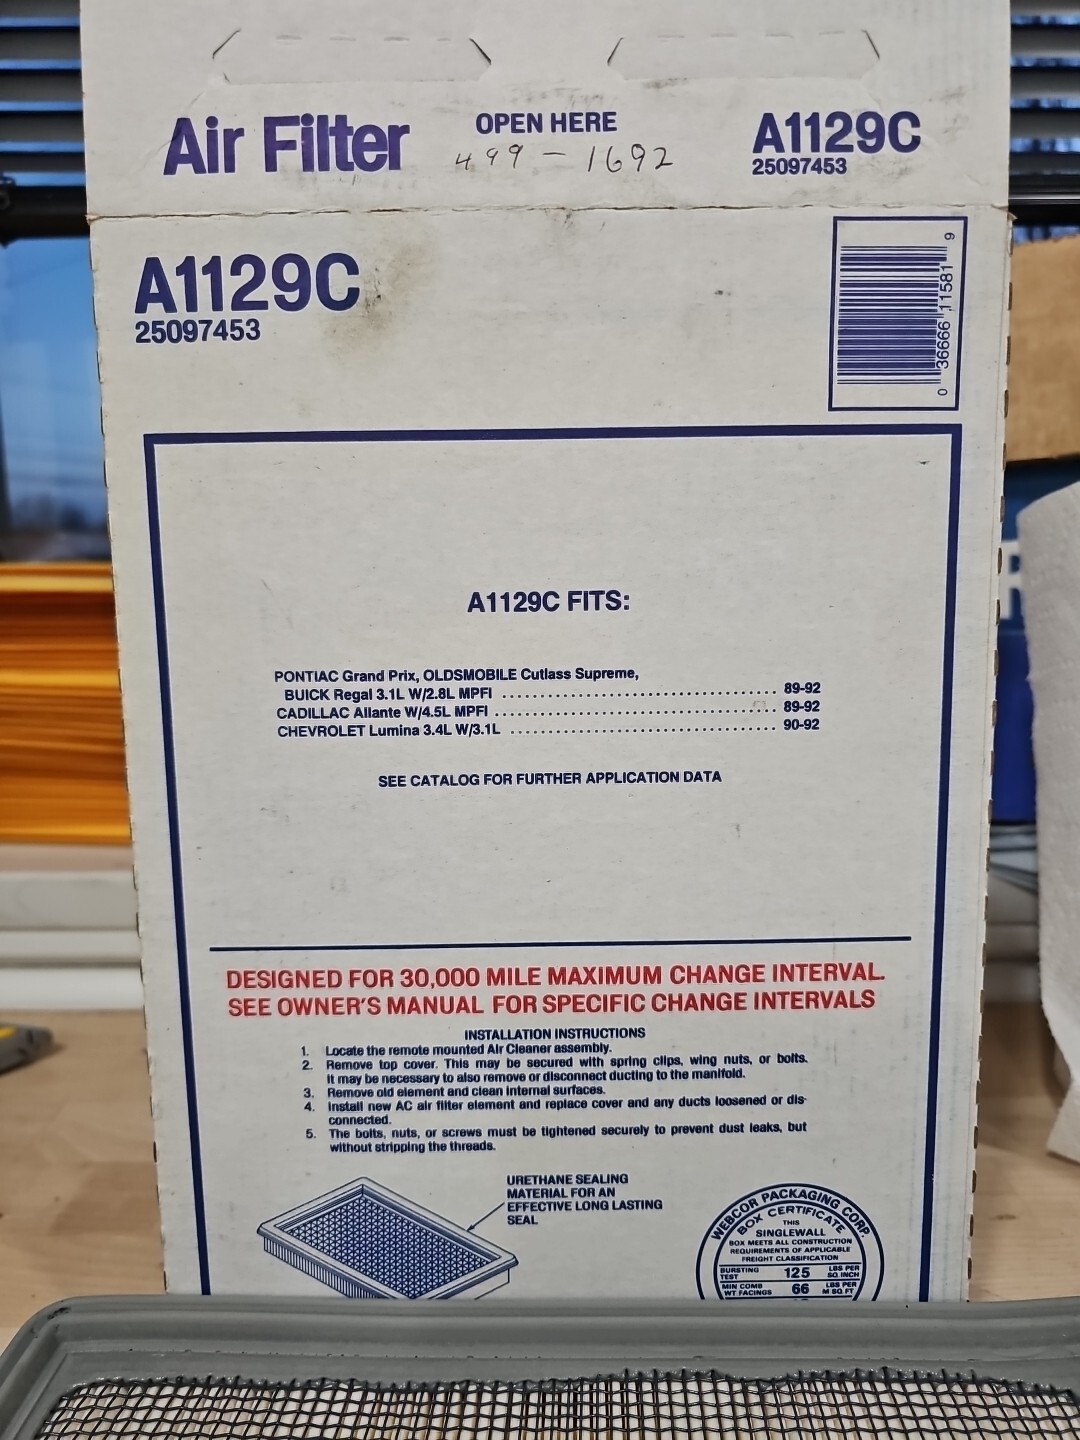 Air Filter
OPEN HERE
499-1692
A1129C
25097453
A1129C
25097453
0 36666 11581 9
A1129C FITS:
PONTIAC Grand Prix, OLDSMOBILE Cutlass Supreme,
BUICK Regal 3.1L W/2.8L MPFI ........................................ 89-92
CADILLAC Allante W/4.5L MPFI ........................................ 89-92
CHEVROLET Lumina 3.4L W/3.1L ...................................... 90-92
SEE CATALOG FOR FURTHER APPLICATION DATA
DESIGNED FOR 30,000 MILE MAXIMUM CHANGE INTERVAL.
SEE OWNER'S MANUAL FOR SPECIFIC CHANGE INTERVALS
INSTALLATION INSTRUCTIONS
1. Locate the remote mounted Air Cleaner assembly.
2. Remove top cover. This may be secured with spring clips, wing nuts, or bolts.
It may be necessary to also remove or disconnect ducting to the manifold.
3. Remove old element and clean internal surfaces.
4. Install new AC air filter element and replace cover and any ducts loosened or dis-
connected.
5. The bolts, nuts, or screws must be tightened securely to prevent dust leaks, but
without stripping the threads.
URETHANE SEALING
MATERIAL FOR AN
EFFECTIVE LONG LASTING
SEAL
WEBCOR PACKAGING CORP.
BOX CERTIFICATE
THIS
SINGLEWALL
BOX MEETS ALL CONSTRUCTION
REQUIREMENTS OF APPLICABLE
FREIGHT CLASSIFICATION
BURSTING TEST 125 LBS PER SQ INCH
MIN COMB WT FACINGS 66 LBS PER M SQ FT